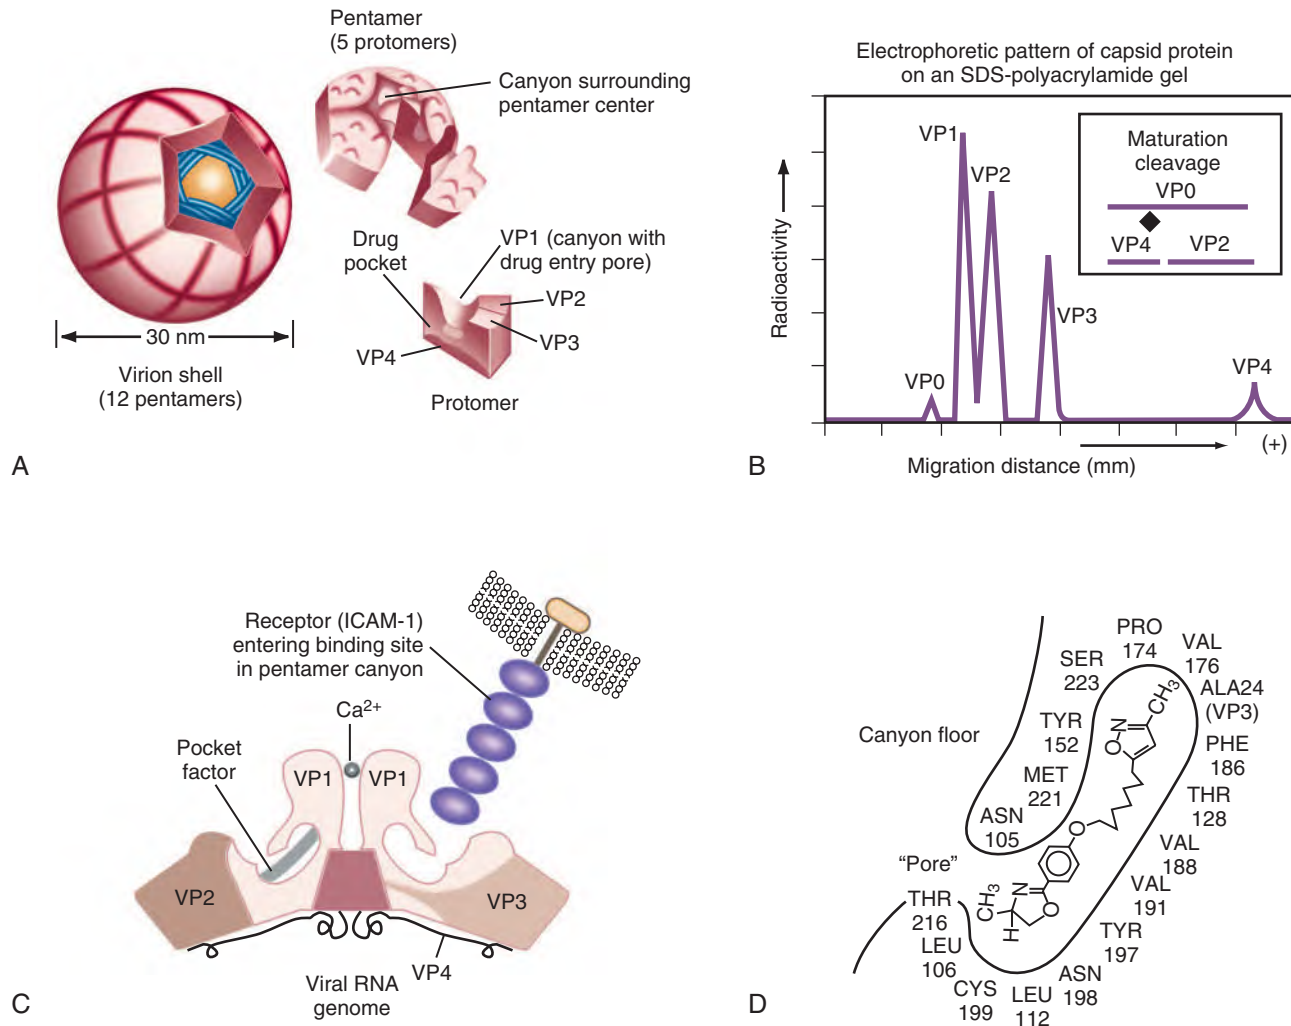 Pentamer
(5 protomers)
Canyon surrounding
pentamer center
Drug
pocket
VP1 (canyon with
drug entry pore)
VP2
VP3
VP4
Protomer
30 nm
Virion shell
(12 pentamers)
A
Electrophoretic pattern of capsid protein
on an SDS-polyacrylamide gel
Radioactivity
VP0
VP1
VP2
VP3
VP4
Maturation
cleavage
VP0
VP4 VP2
(+)
Migration distance (mm)
B
Receptor (ICAM-1)
entering binding site
in pentamer canyon
Ca2+
Pocket
factor
VP1 VP1
VP2
VP3
VP4
Viral RNA
genome
C
Canyon floor
"Pore"
PRO
174
VAL
176
SER
223
ALA24
(VP3)
TYR
152
PHE
186
MET
221
THR
128
ASN
105
VAL
188
VAL
191
THR
216
TYR
197
LEU
106
ASN
198
CYS
199
LEU
112
CH3
N
O
O
N
O
CH3
H
D